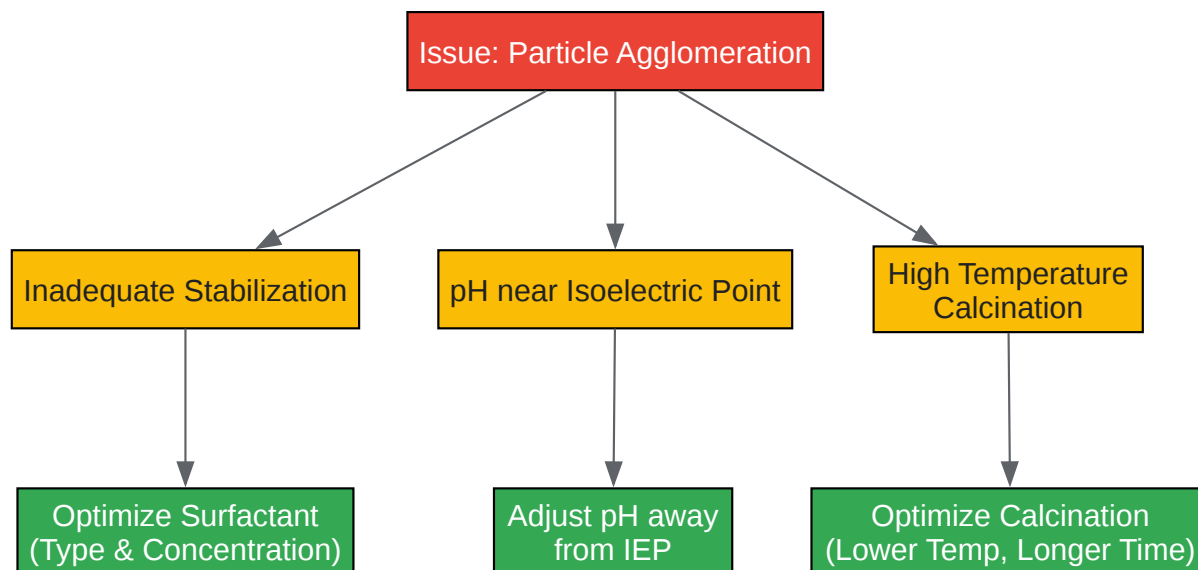 Issue: Particle Agglomeration
Inadequate Stabilization
pH near Isoelectric Point
High Temperature
Calcination
Optimize Surfactant
(Type & Concentration)
Adjust pH away
from IEP
Optimize Calcination
(Lower Temp, Longer Time)